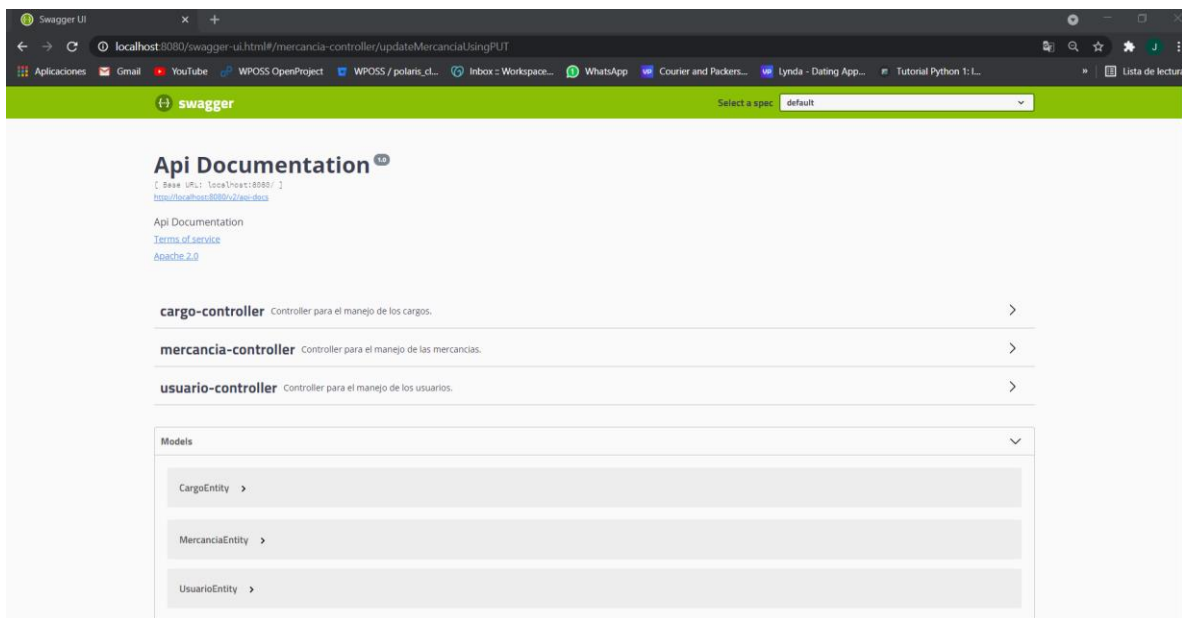 Swagger UI
localhost:8080/swagger-ui.html#/mercancia-controller/updateMercanciaUsingPUT
Aplicaciones Gmail YouTube WPOSS OpenProject WPOSS / polaris_cl... Inbox :: Workspace... WhatsApp Courier and Packers... Lynda - Dating App... Tutorial Python 1: I... » Lista de lectura
swagger Select a spec default
Api Documentation 1.0
[ Base URL: localhost:8080/ ]
http://localhost:8080/v2/api-docs
Api Documentation
Terms of service
Apache 2.0
cargo-controller Controller para el manejo de los cargos.
mercancia-controller Controller para el manejo de las mercancias.
usuario-controller Controller para el manejo de los usuarios.
Models
CargoEntity
MercanciaEntity
UsuarioEntity